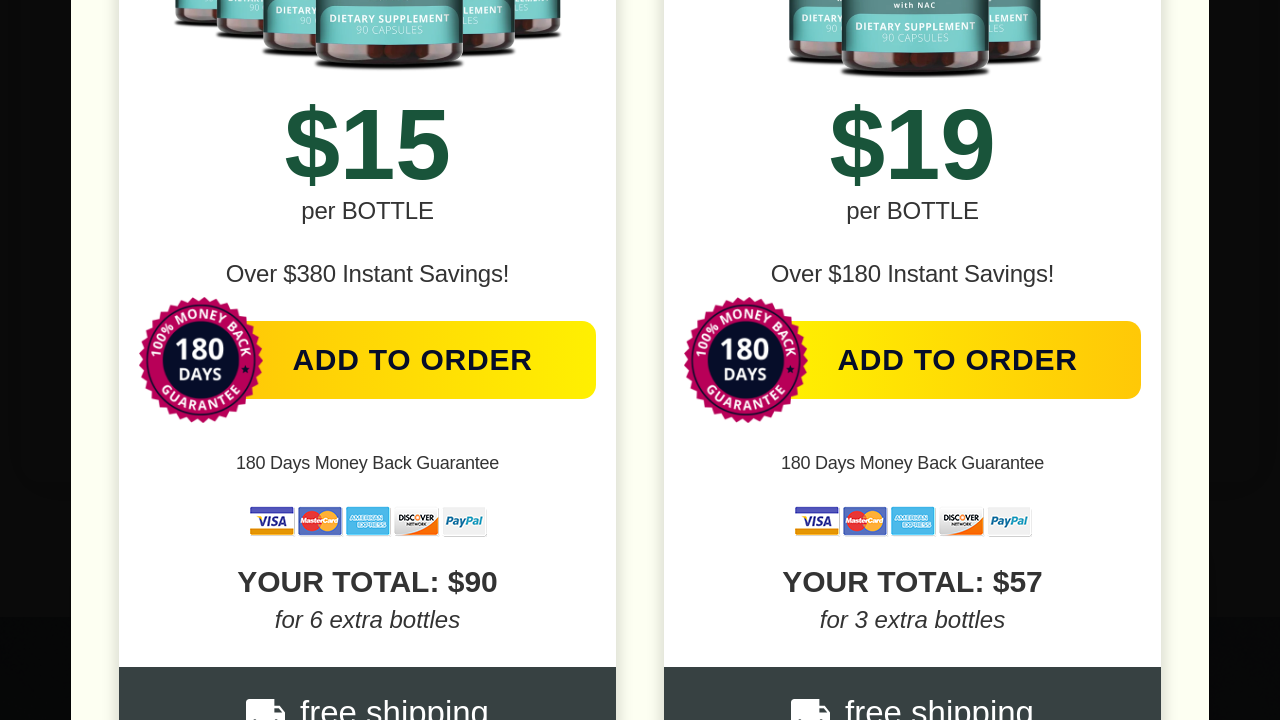 DIETARY SUPPLEMENT
90 CAPSULES
$15
per BOTTLE
Over $380 Instant Savings!
100% MONEY BACK
180
DAYS
GUARANTEE
ADD TO ORDER
180 Days Money Back Guarantee
VISA
MasterCard
AMERICAN EXPRESS
DISCOVER
NETWORK
PayPal
YOUR TOTAL: $90
for 6 extra bottles
free shipping
with NAC
DIETARY SUPPLEMENT
90 CAPSULES
$19
per BOTTLE
Over $180 Instant Savings!
100% MONEY BACK
180
DAYS
GUARANTEE
ADD TO ORDER
180 Days Money Back Guarantee
VISA
MasterCard
AMERICAN EXPRESS
DISCOVER
NETWORK
PayPal
YOUR TOTAL: $57
for 3 extra bottles
free shipping